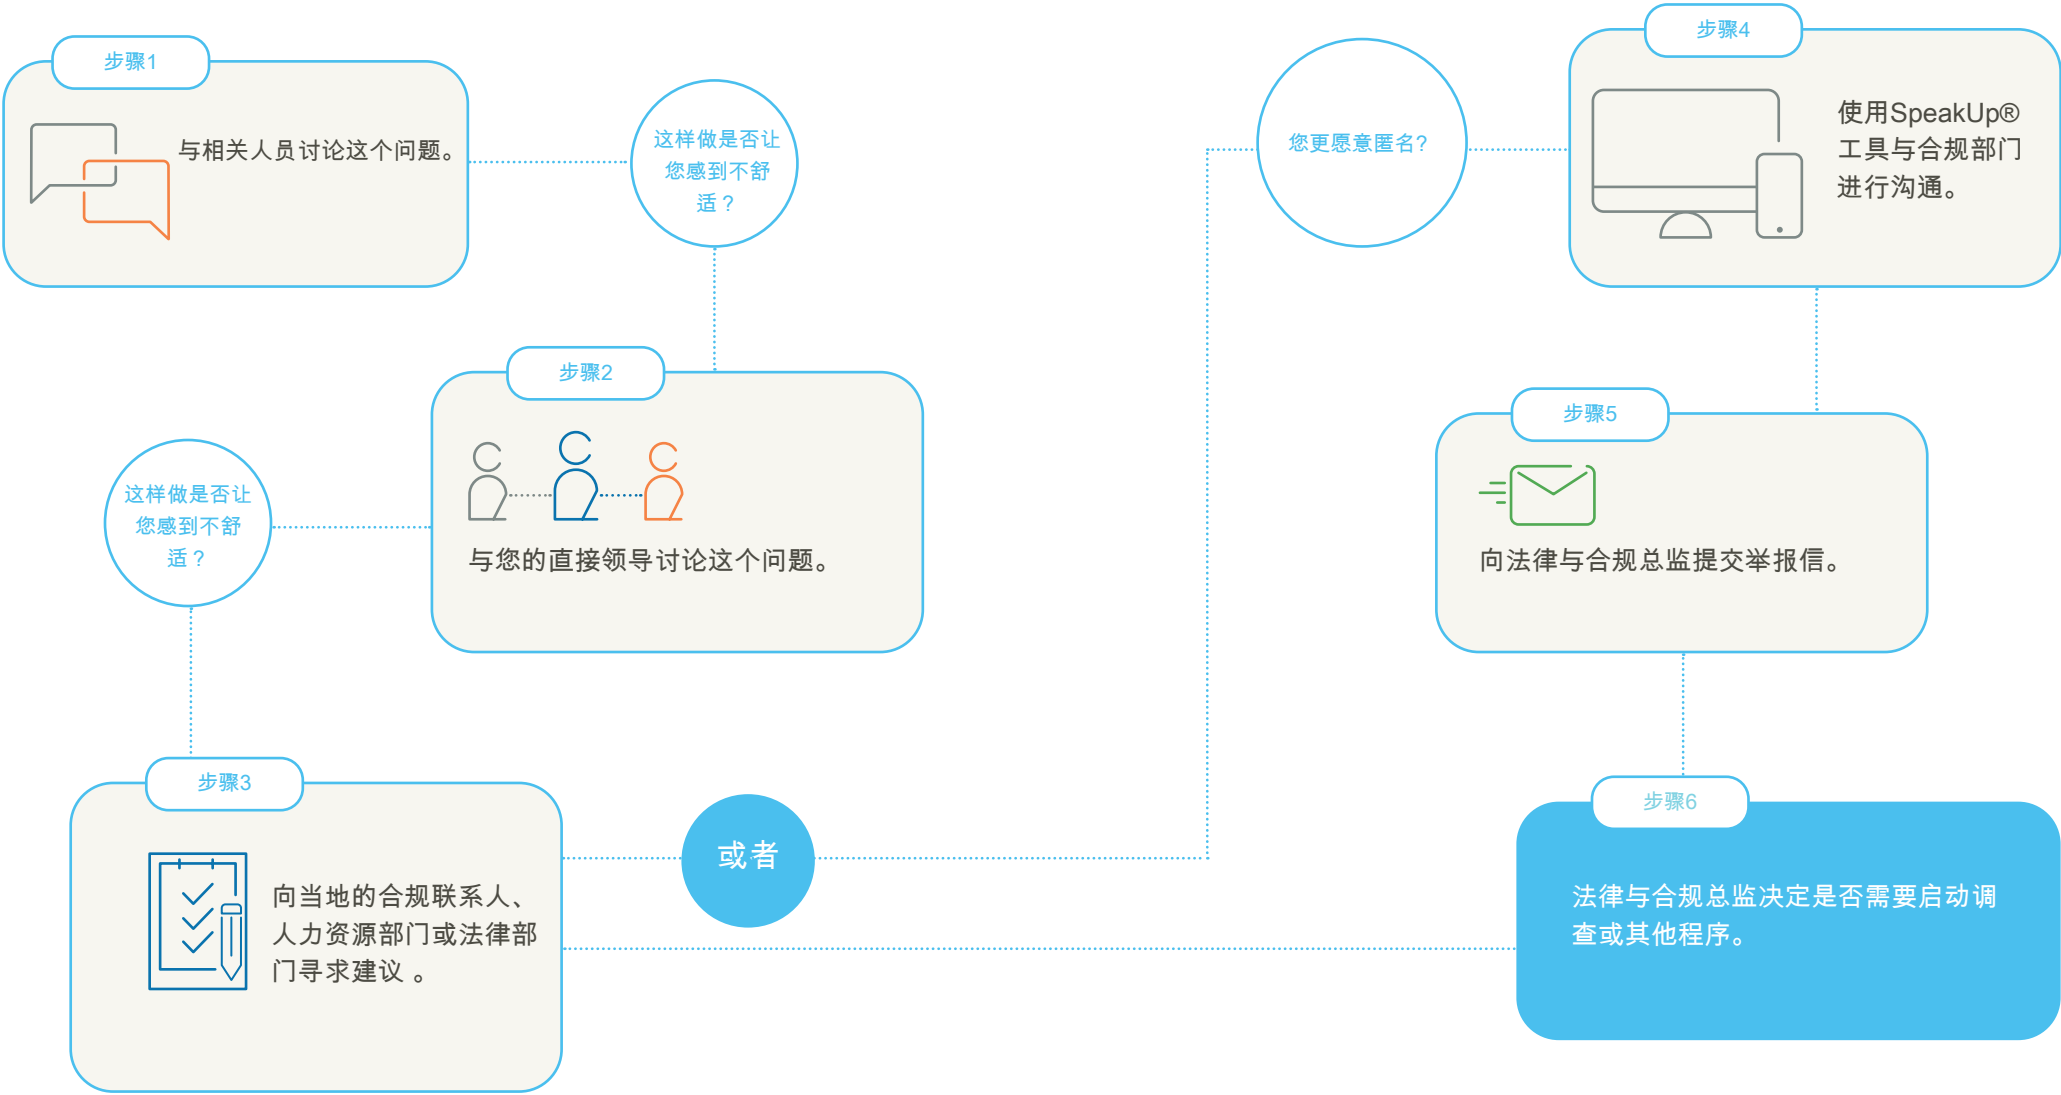 步骤1
与相关人员讨论这个问题。
这样做是否让
您感到不舒
适？
步骤2
与您的直接领导讨论这个问题。
这样做是否让
您感到不舒
适？
步骤3
向当地的合规联系人、
人力资源部门或法律部
门寻求建议 。
或者
您更愿意匿名?
步骤4
使用SpeakUp®
工具与合规部门
进行沟通。
步骤5
向法律与合规总监提交举报信。
步骤6
法律与合规总监决定是否需要启动调
查或其他程序。